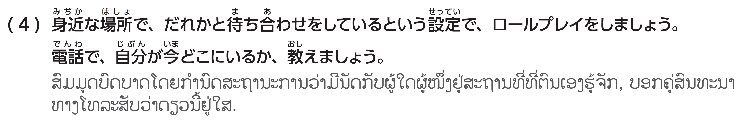 （4）身近な場所で、だれかと待ち合わせをしているという設定で、ロールプレイをしましょう。
電話で、自分が今どこにいるか、教えましょう。
ສົມມຸດບົດບາດໂດຍກຳນົດສະຖານະການວ່າມີນັດກັບຜູ້ໃດຜູ້ໜຶ່ງຢູ່ສະຖານທີ່ທີ່ຕົນເອງຮູ້ຈັກ, ບອກຄູ່ສົນທະນາ
ທາງໂທລະສັບວ່າດຽວນີ້ຢູ່ໃສ.